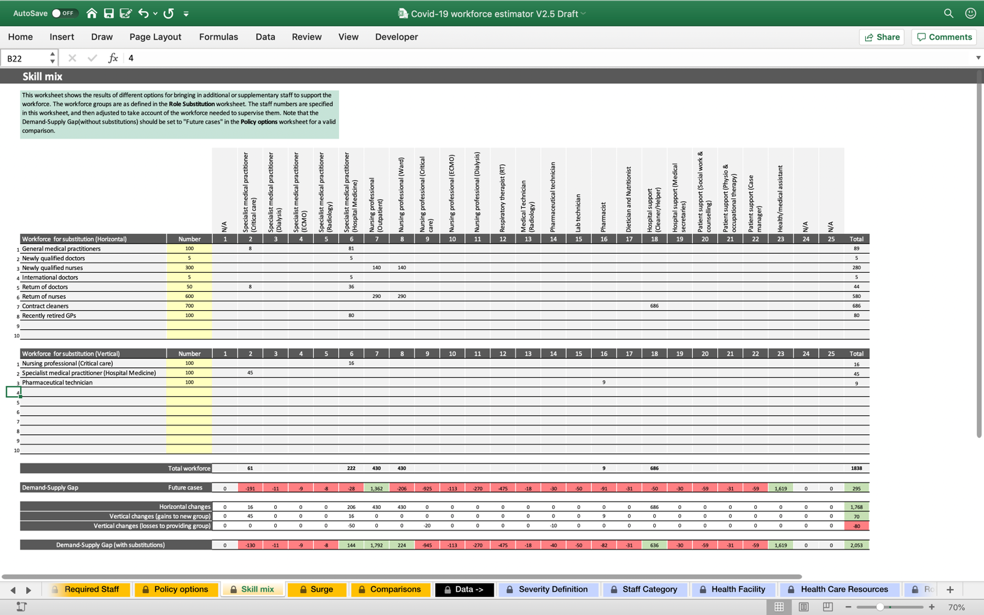 AutoSave OFF
Covid-19 workforce estimator V2.5 Draft
Home Insert Draw Page Layout Formulas Data Review View Developer Share Comments
B22 fx 4
Skill mix
This worksheet shows the results of different options for bringing in additional or supplementary staff to support the
workforce. The workforce groups are as defined in the Role Substitution worksheet. The staff numbers are specified
in this worksheet, and then adjusted to take account of the workforce needed to supervise them. Note that the
Demand-Supply Gap(without substitutions) should be set to "Future cases" in the Policy options worksheet for a valid
comparison.
N/A
Specialist medical practitioner
(Critical care)
Specialist medical practitioner
(Dialysis)
Specialist medical practitioner
(ECMO)
Specialist medical practitioner
(Radiology)
Specialist medical practitioner
(Hospital Medicine)
Nursing professional
(Outpatient)
Nursing professional (Ward)
Nursing professional (Critical
care)
Nursing professional (ECMO)
Nursing professional (Dialysis)
Respiratory therapist (RT)
Medical Technician
(Radiology)
Pharmaceutical technician
Lab technician
Pharmacist
Dietician and Nutritionist
Hospital support
(Cleaner/Helper)
Hospital support (Medical
secretaries)
Patient support (Social work &
counselling)
Patient support (Physio &
occupational therapy)
Patient support (Case
manager)
Health/medical assistant
N/A
N/A
Workforce for substitution (Horizontal) Number 1 2 3 4 5 6 7 8 9 10 11 12 13 14 15 16 17 18 19 20 21 22 23 24 25 Total
1 General medical practitioners 100 8 81 89
2 Newly qualified doctors 5 5 5
3 Newly qualified nurses 300 140 140 280
4 International doctors 5 5 5
5 Return of doctors 50 8 36 44
6 Return of nurses 600 290 290 580
7 Contract cleaners 700 686 686
8 Recently retired GPs 100 80 80
9
10
Workforce for substitution (Vertical) Number 1 2 3 4 5 6 7 8 9 10 11 12 13 14 15 16 17 18 19 20 21 22 23 24 25 Total
1 Nursing professional (Critical care) 100 16 16
2 Specialist medical practitioner (Hospital Medicine) 100 45 45
3 Pharmaceutical technician 100 9 9
4
5
6
7
8
9
10
Total workforce 61 222 430 430 9 686 1838
Demand-Supply Gap Future cases 0 -191 -11 -9 -8 -28 1,362 -206 -925 -113 -270 -475 -18 -30 -50 -91 -31 -50 -30 -59 -31 -59 1,619 0 0 295
Horizontal changes 0 16 0 0 0 206 430 430 0 0 0 0 0 0 0 0 0 686 0 0 0 0 0 0 0 1,768
Vertical changes (gains to new group) 0 45 0 0 0 16 0 0 0 0 0 0 0 0 0 9 0 0 0 0 0 0 0 0 0 70
Vertical changes (losses to providing group) 0 0 0 0 0 -50 0 0 -20 0 0 0 0 -10 0 0 0 0 0 0 0 0 0 0 0 -80
Demand-Supply Gap (with substitutions) 0 -130 -11 -9 -8 144 1,792 224 -945 -113 -270 -475 -18 -40 -50 -82 -31 636 -30 -59 -31 -59 1,619 0 0 2,053
Required Staff Policy options Skill mix Surge Comparisons Data -> Severity Definition Staff Category Health Facility Health Care Resources
70%